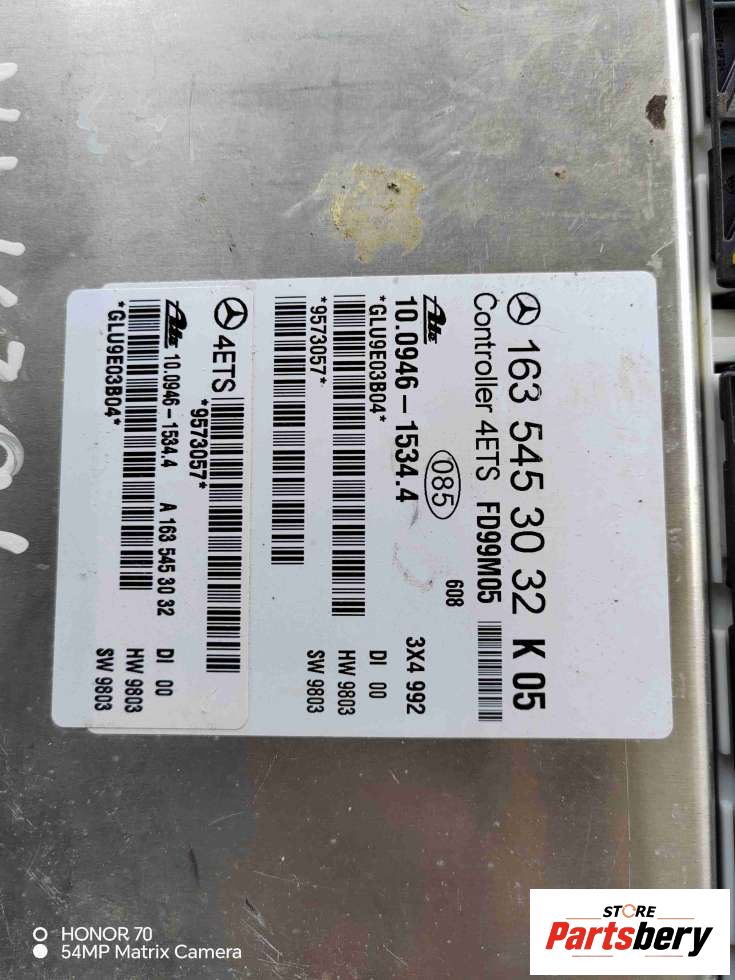 163 545 30 32 K 05
Controller 4ETS FD99M05
608
Ate
10.0946-1534.4
085
3X4 992
*GLU9E03B04*
DI 00
HW 9803
SW 9803
*9573057*
4ETS
*9573057*
Ate 10.0946-1534.4 A 163 545 30 32 DI 00
*GLU9E03B04*
HW 9803
SW 9803
HONOR 70
54MP Matrix Camera
STORE
Partsbery